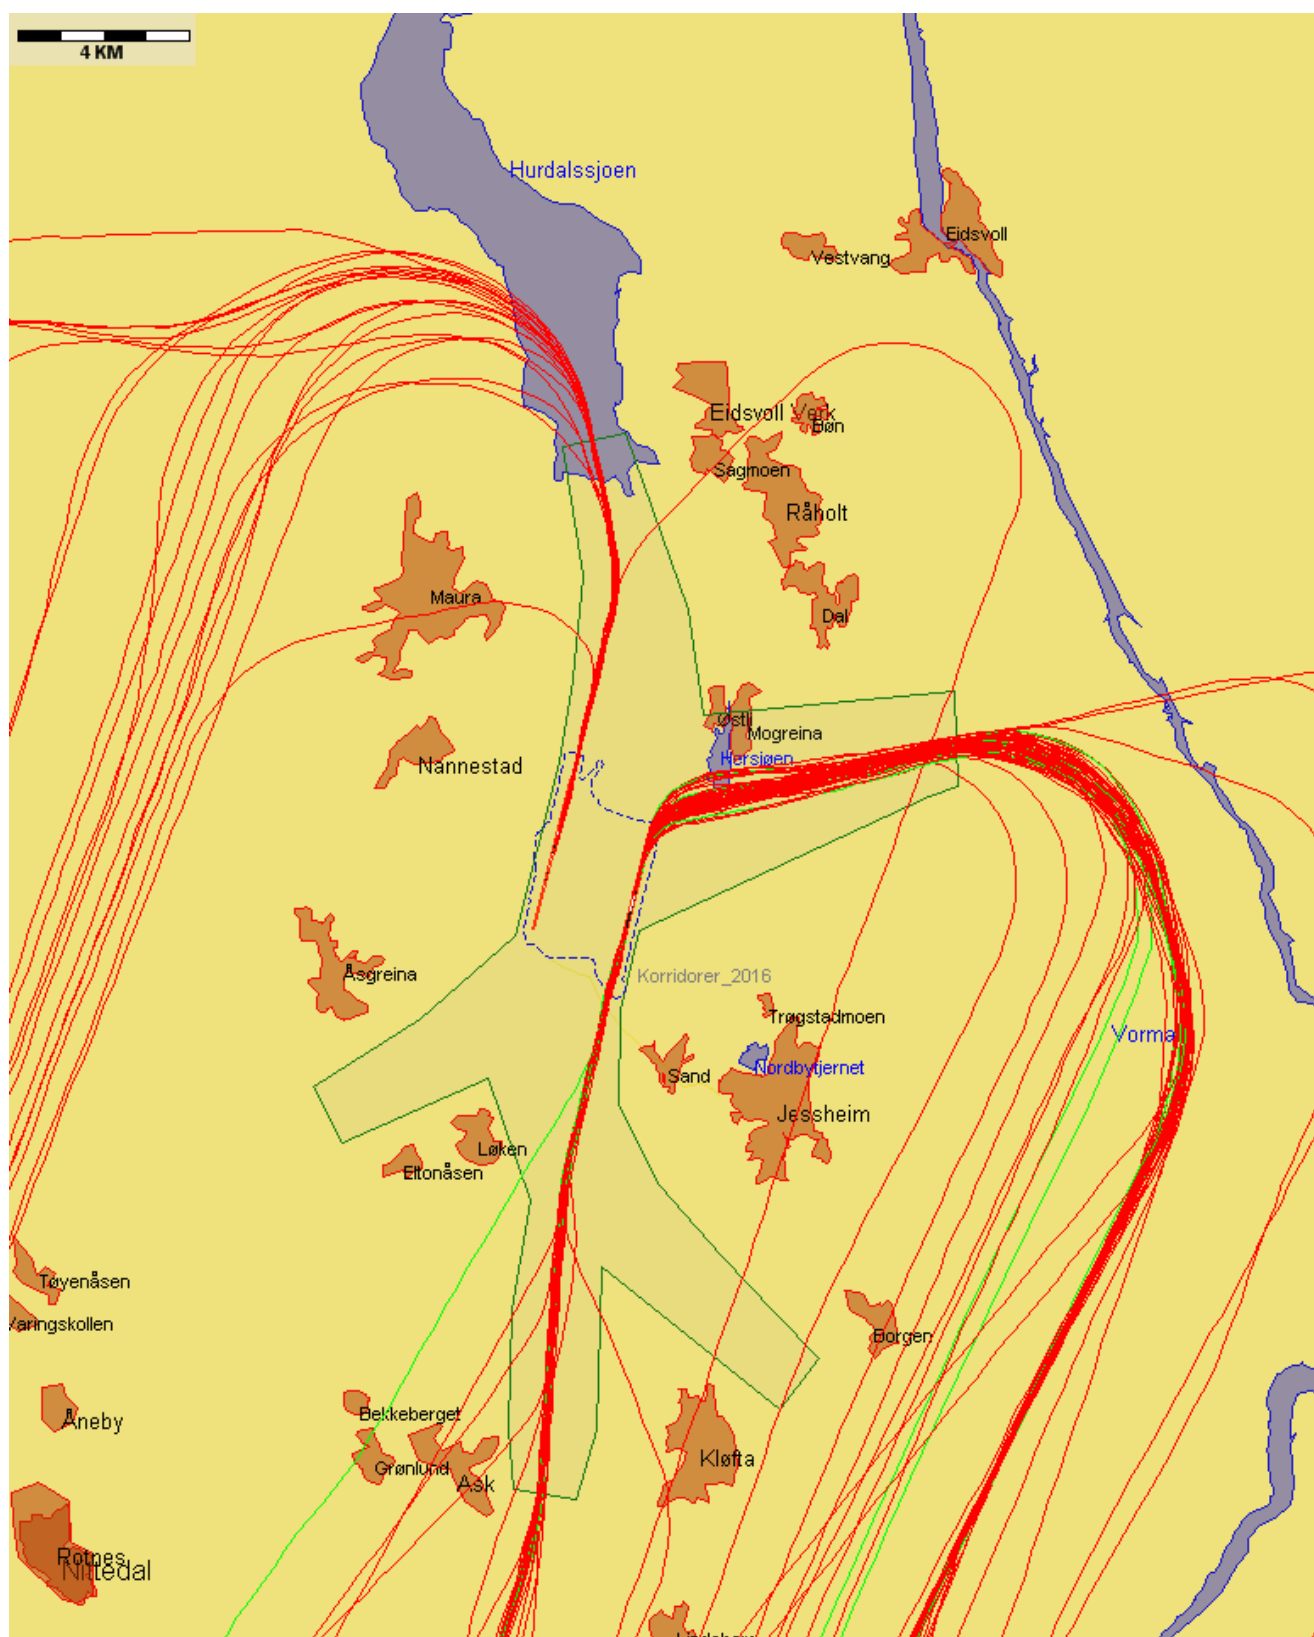 4 KM
Hurdalssjoen
Eidsvoll
Vestvang
Eidsvoll Verk
Bøn
Sagmoen
Råholt
Maura
Dal
Østli
Mogreina
Hersjøen
Nannestad
Åsgreina
Korridorer_2016
Trøgstadmoen
Vorma
Nordbytjernet
Sand
Jessheim
Løken
Eltonåsen
Tøyenåsen
Varingskollen
Borgen
Åneby
Bekkeberget
Grønlund
Ask
Kløfta
Rotnes
Nittedal